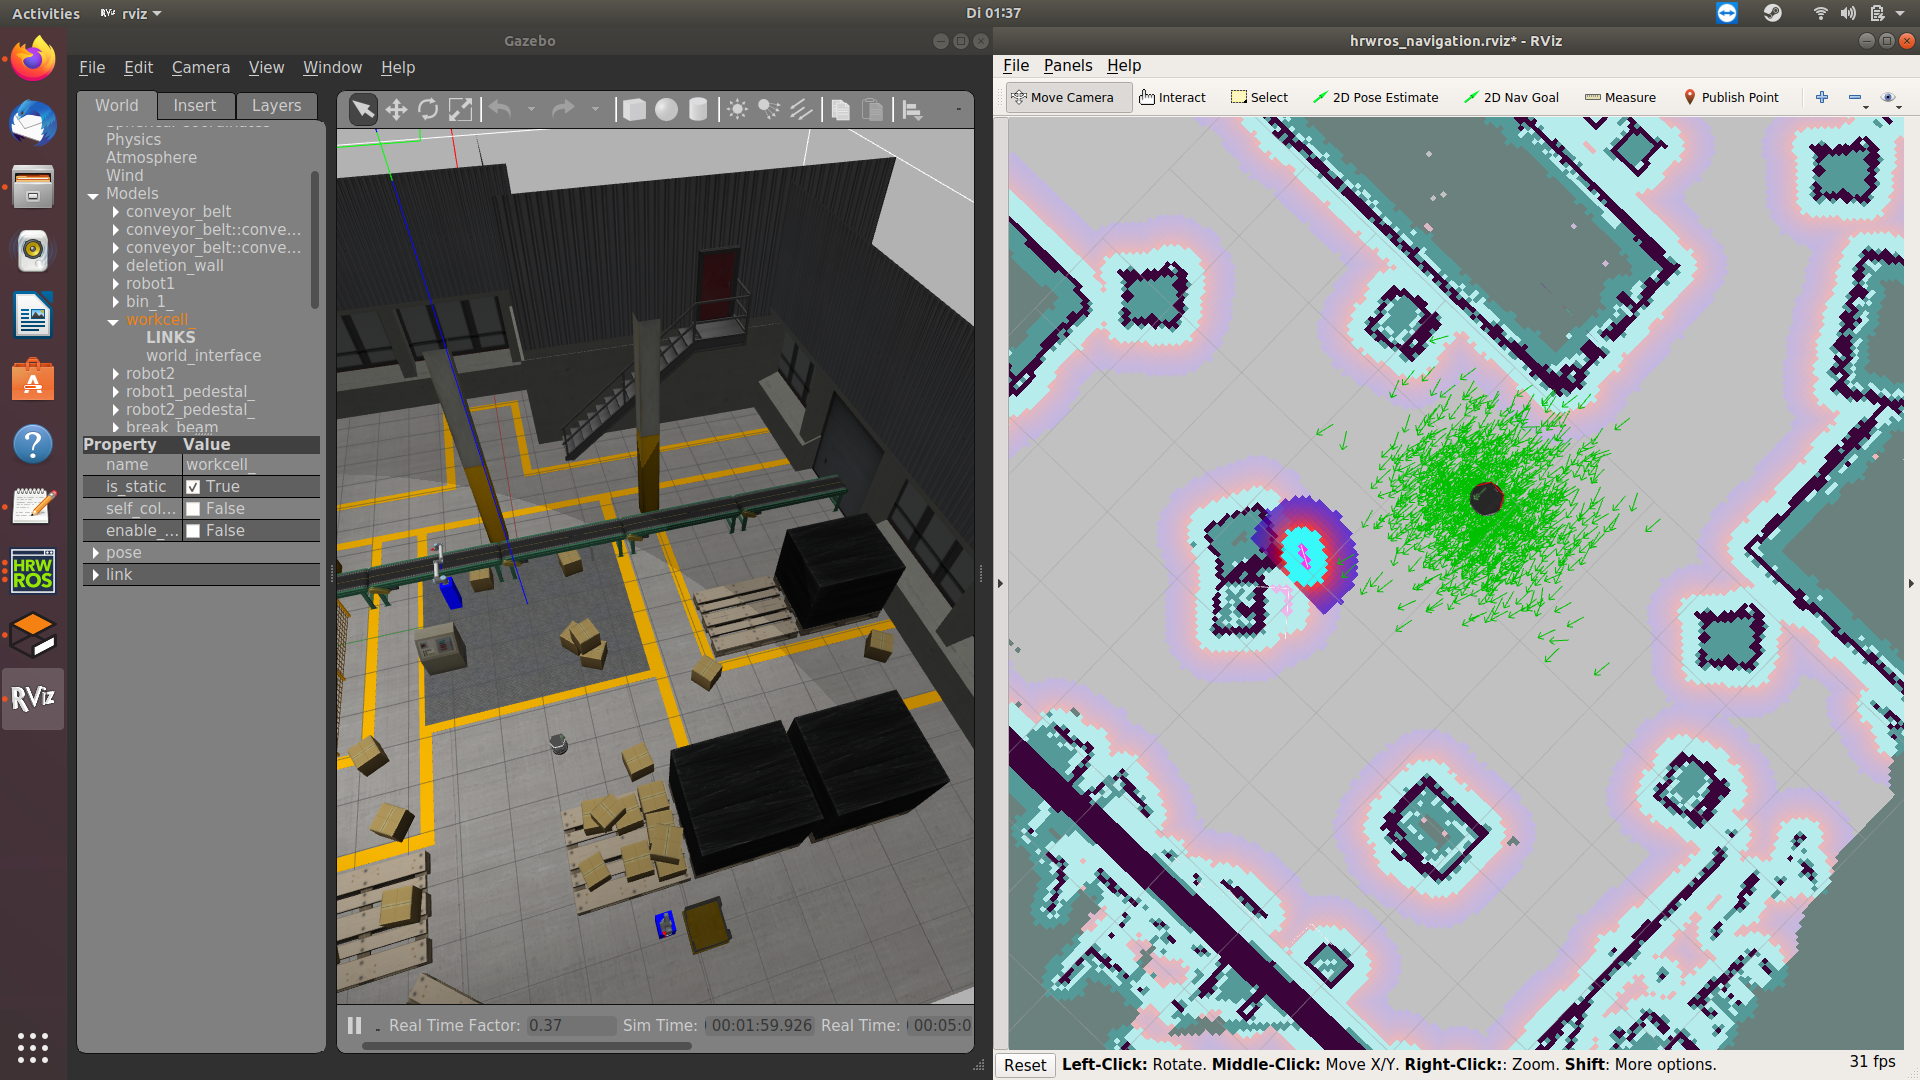 Activities
rviz
Di 01:37
Gazebo
File Edit Camera View Window Help
World Insert Layers
Physics
Atmosphere
Wind
Models
conveyor_belt
conveyor_belt::conve...
conveyor_belt::conve...
deletion_wall
robot1
bin_1_
workcell_
LINKS
world_interface
robot2
robot1_pedestal_
robot2_pedestal_
break_beam
Property Value
name workcell_
is_static True
self_col... False
enable_... False
pose
link
Real Time Factor: 0.37 Sim Time: 00:01:59.926 Real Time: 00:05:0
hrwros_navigation.rviz* - RViz
File Panels Help
Move Camera Interact Select 2D Pose Estimate 2D Nav Goal Measure Publish Point
Reset Left-Click: Rotate. Middle-Click: Move X/Y. Right-Click:: Zoom. Shift: More options. 31 fps
HRW
ROS
RViz